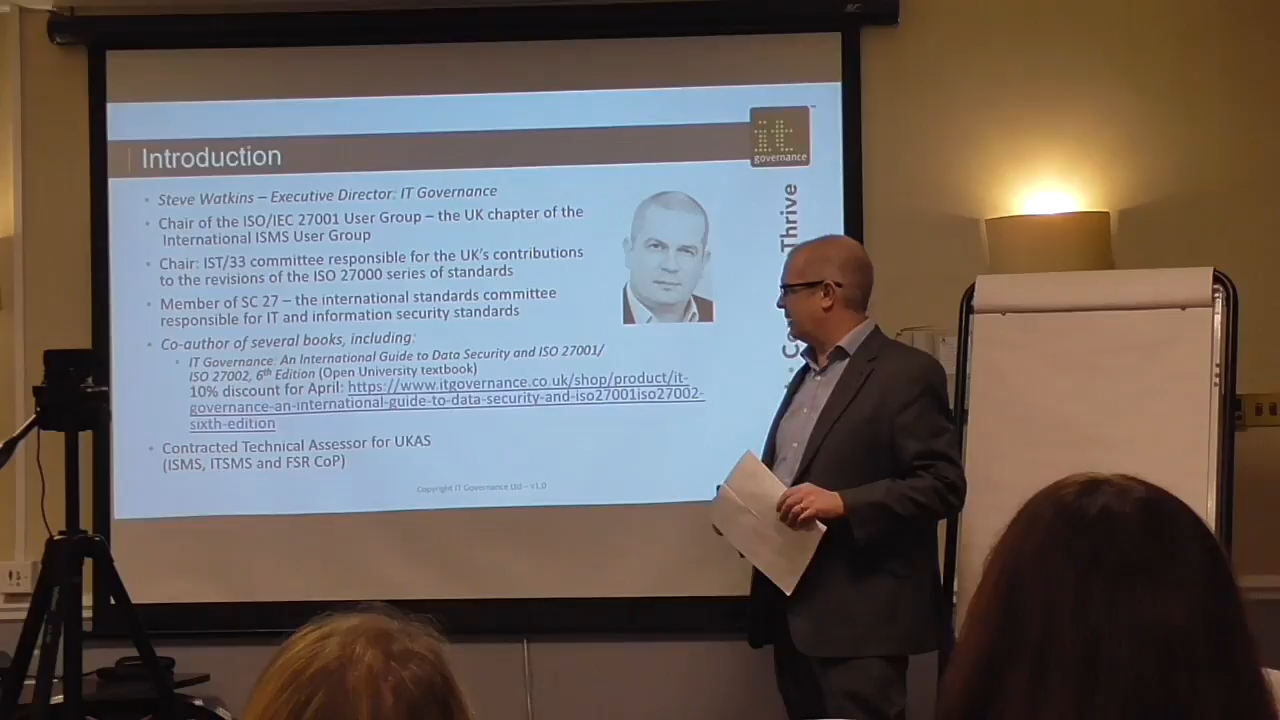 Introduction
it
governance
™
• Steve Watkins – Executive Director: IT Governance
• Chair of the ISO/IEC 27001 User Group – the UK chapter of the
International ISMS User Group
• Chair: IST/33 committee responsible for the UK's contributions
to the revisions of the ISO 27000 series of standards
• Member of SC 27 – the international standards committee
responsible for IT and information security standards
• Co-author of several books, including:
• IT Governance: An International Guide to Data Security and ISO 27001/
ISO 27002, 6th Edition (Open University textbook)
10% discount for April: https://www.itgovernance.co.uk/shop/product/it-
governance-an-international-guide-to-data-security-and-iso27001iso27002-
sixth-edition
• Contracted Technical Assessor for UKAS
(ISMS, ITSMS and FSR CoP)
Copyright IT Governance Ltd – v1.0
Thrive